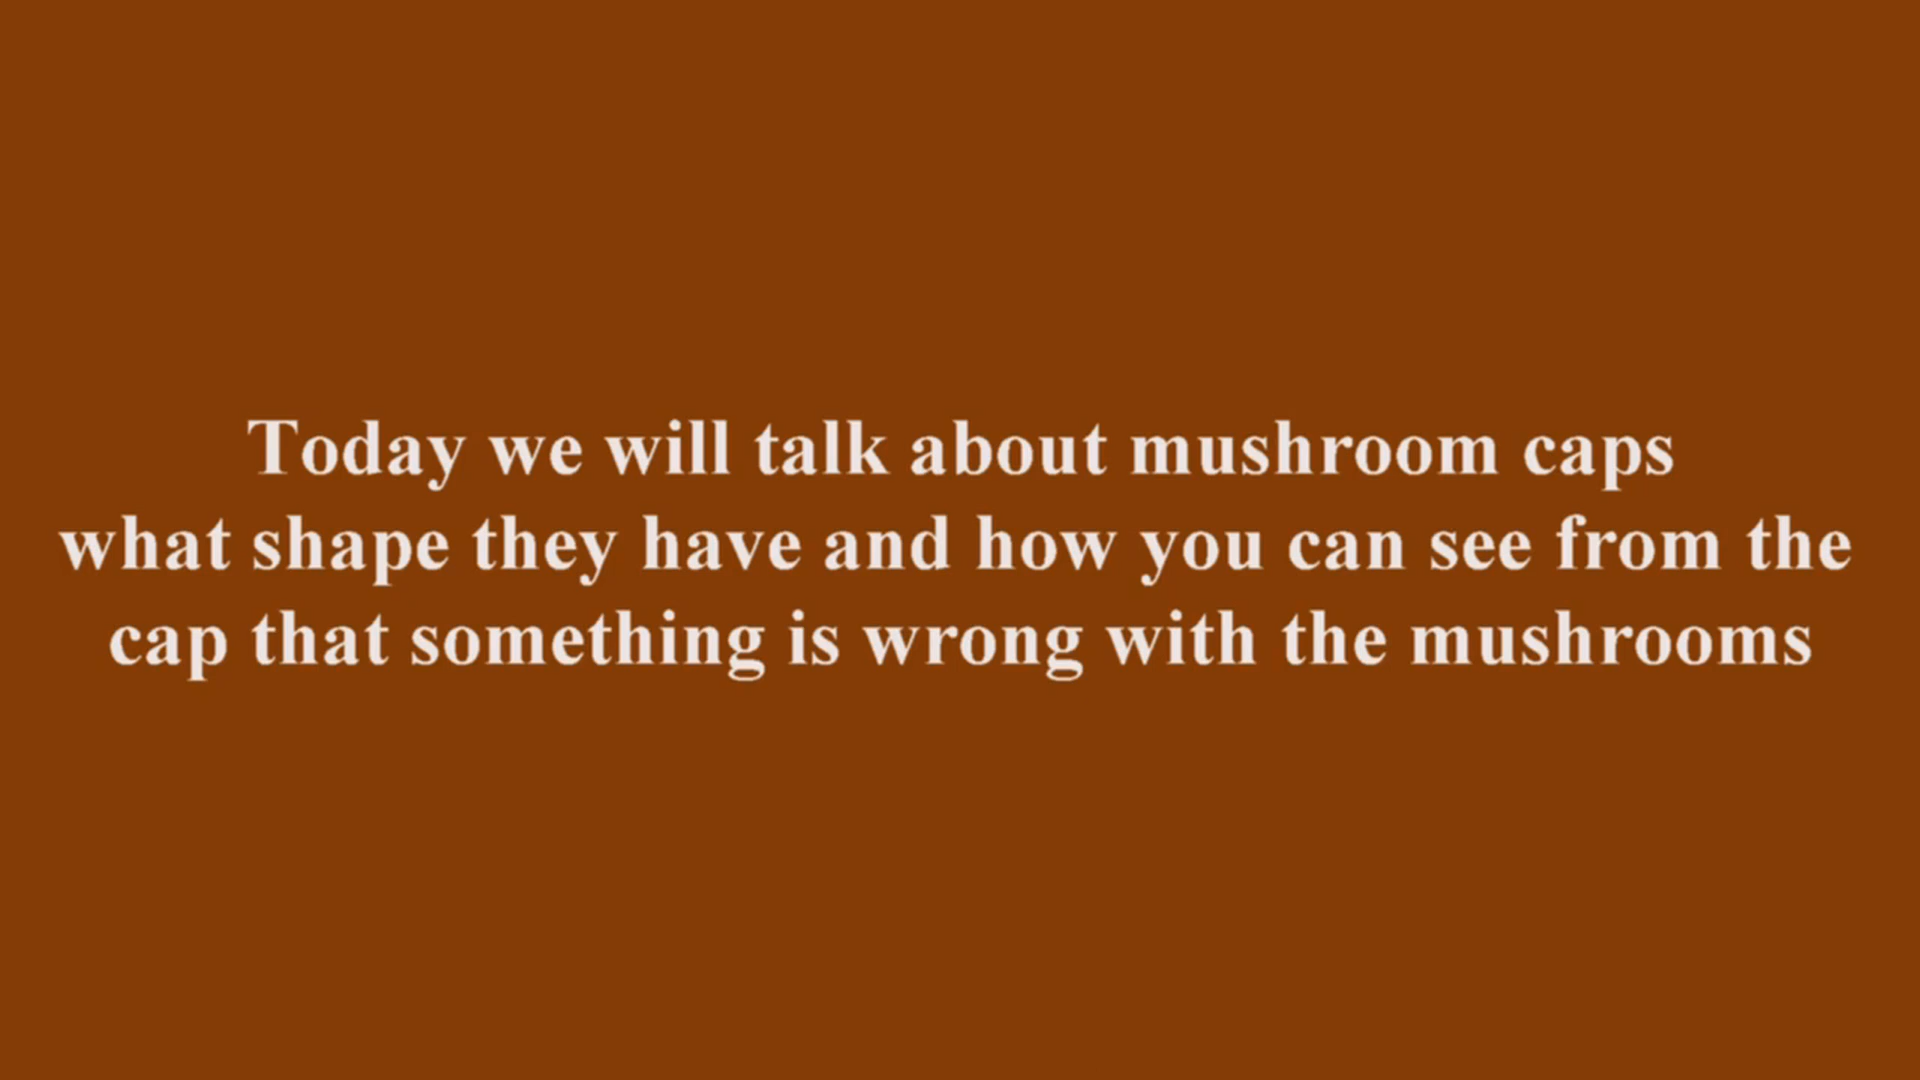 Today we will talk about mushroom caps
what shape they have and how you can see from the
cap that something is wrong with the mushrooms